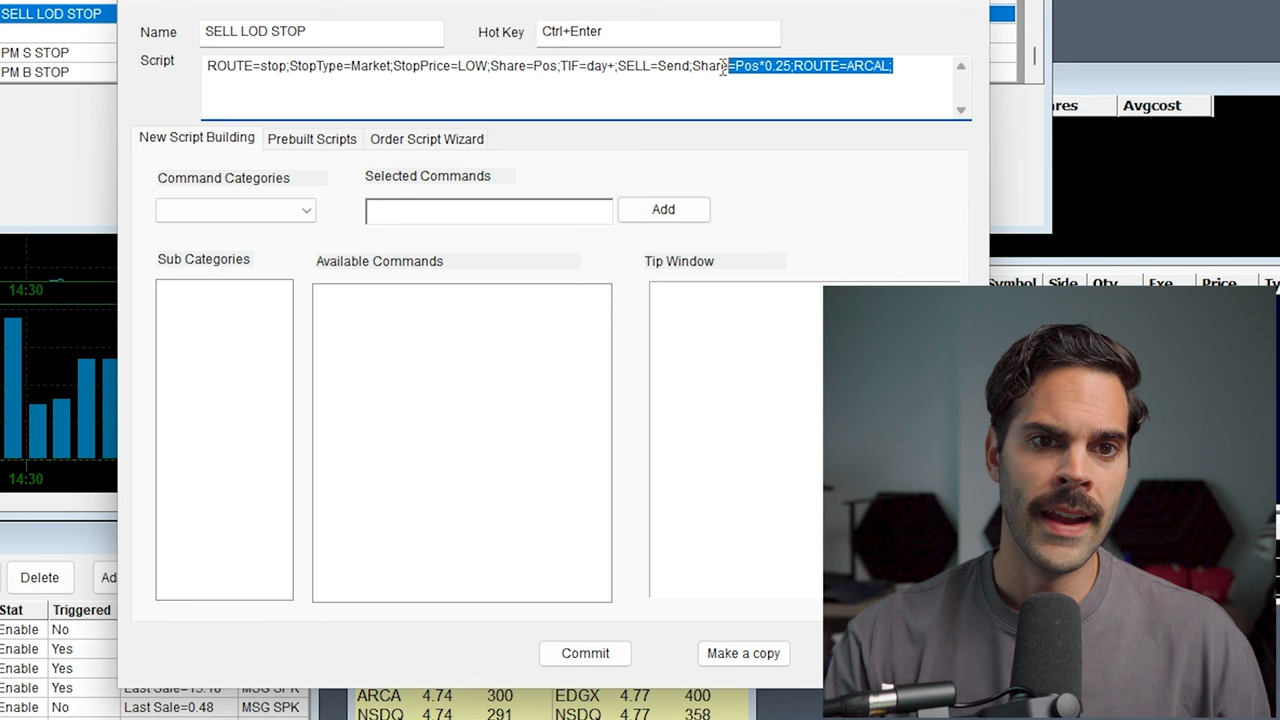 SELL LOD STOP
PM S STOP
PM B STOP
Name
SELL LOD STOP
Hot Key
Ctrl+Enter
Script
ROUTE=stop;StopType=Market;StopPrice=LOW;Share=Pos;TIF=day+;SELL=Send;Share=Pos*0.25;ROUTE=ARCAL;
New Script Building
Prebuilt Scripts
Order Script Wizard
Command Categories
Selected Commands
Add
Sub Categories
Available Commands
Tip Window
Commit
Make a copy
Avgcost
Symbol Side Qty Exe Price
14:30
14:30
Delete
Stat Triggered
Enable No
Enable Yes
Enable Yes
Enable Yes MSG SPK
Enable No Last Sale=0.48 MSG SPK
ARCA 4.74 300 EDGX 4.77 400
NSDQ 4.74 291 NSDQ 4.77 358